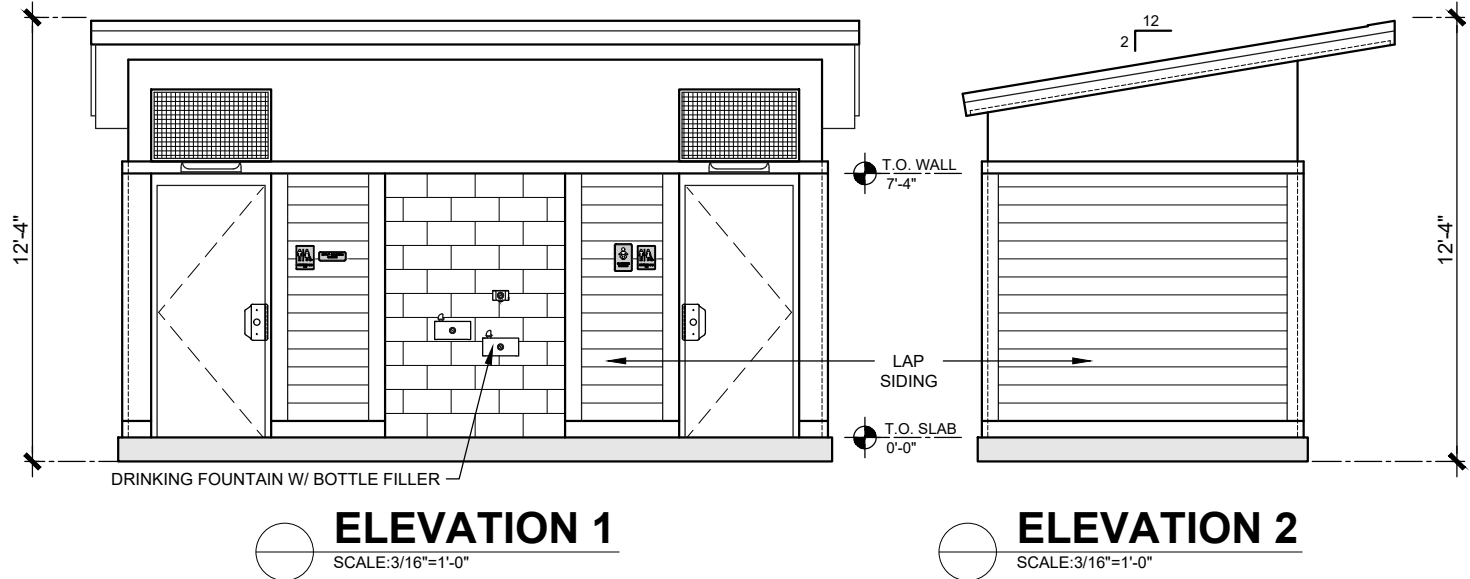 12
2
T.O. WALL
7'-4"
12'-4"
12'-4"
LAP
SIDING
T.O. SLAB
0'-0"
DRINKING FOUNTAIN W/ BOTTLE FILLER
ELEVATION 1
SCALE:3/16"=1'-0"
ELEVATION 2
SCALE:3/16"=1'-0"